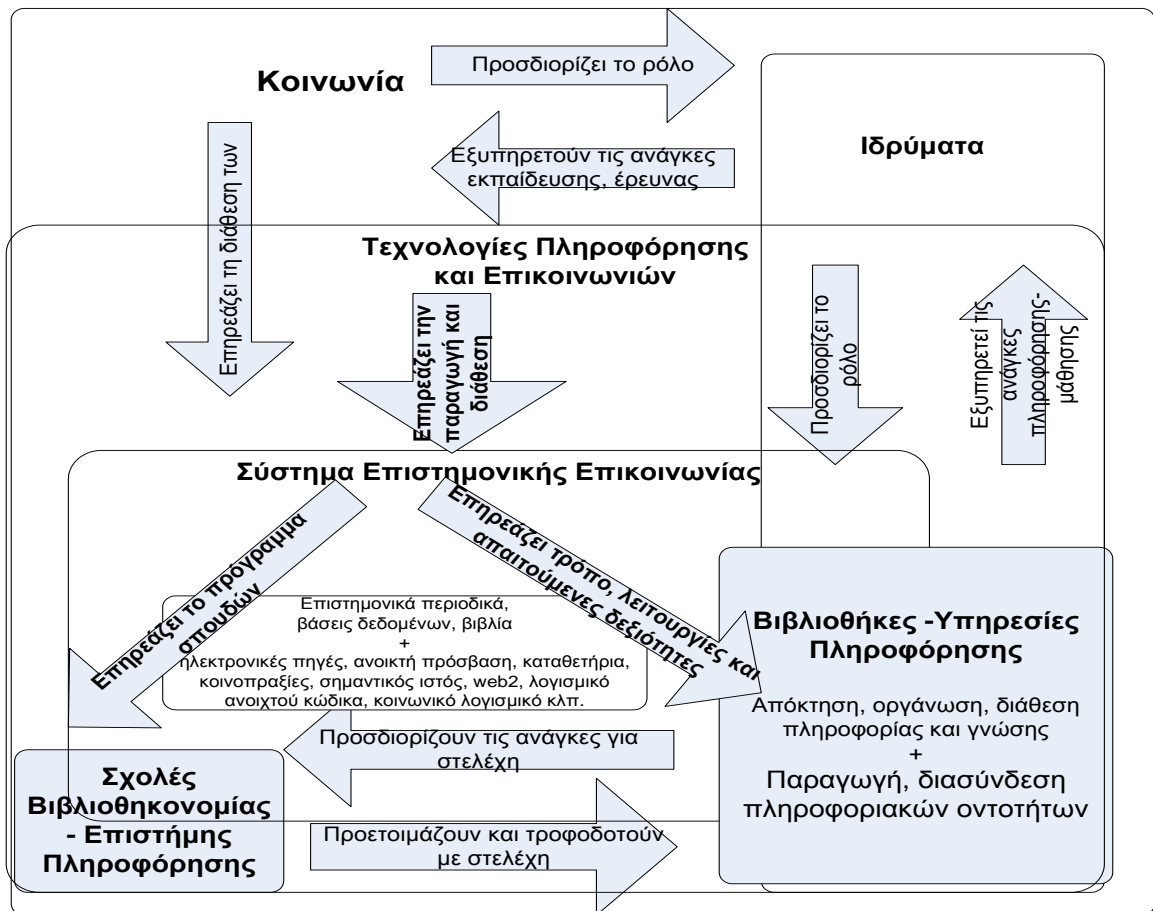 Κοινωνία
Προσδιορίζει το ρόλο
Ιδρύματα
Εξυπηρετούν τις ανάγκες
εκπαίδευσης, έρευνας
Επηρεάζει τη διάθεση των
Τεχνολογίες Πληροφόρησης
και Επικοινωνιών
Επηρεάζει την
παραγωγή και
διάθεση
Προσδιορίζει το
ρόλο
Εξυπηρετεί τις
ανάγκες
πληροφόρισης-
μάθησης
Σύστημα Επιστημονικής Επικοινωνίας
Επηρεάζει το πρόγραμμα
σπουδών
Επηρεάζει τρόπο, λειτουργίες και
απαιτούμενες δεξιότητες
Επιστημονικά περιοδικά,
βάσεις δεδομένων, βιβλία
+
ηλεκτρονικές πηγές, ανοικτή πρόσβαση, καταθετήρια,
κοινοπραξίες, σημαντικός ιστός, web2, λογισμικό
ανοιχτού κώδικα, κοινωνικό λογισμικό κλπ.
Βιβλιοθήκες -Υπηρεσίες
Πληροφόρησης
Απόκτηση, οργάνωση, διάθεση
πληροφορίας και γνώσης
+
Παραγωγή, διασύνδεση
πληροφοριακών οντοτήτων
Προσδιορίζουν τις ανάγκες για
στελέχη
Σχολές
Βιβλιοθηκονομίας
- Επιστήμης
Πληροφόρησης
Προετοιμάζουν και τροφοδοτούν
με στελέχη